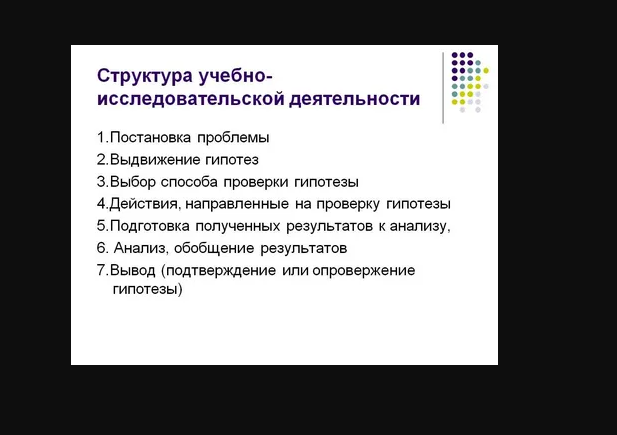 Структура учебно-
исследовательской деятельности
1.Постановка проблемы
2.Выдвижение гипотез
3.Выбор способа проверки гипотезы
4.Действия, направленные на проверку гипотезы
5.Подготовка полученных результатов к анализу,
6. Анализ, обобщение результатов
7.Вывод (подтверждение или опровержение
гипотезы)